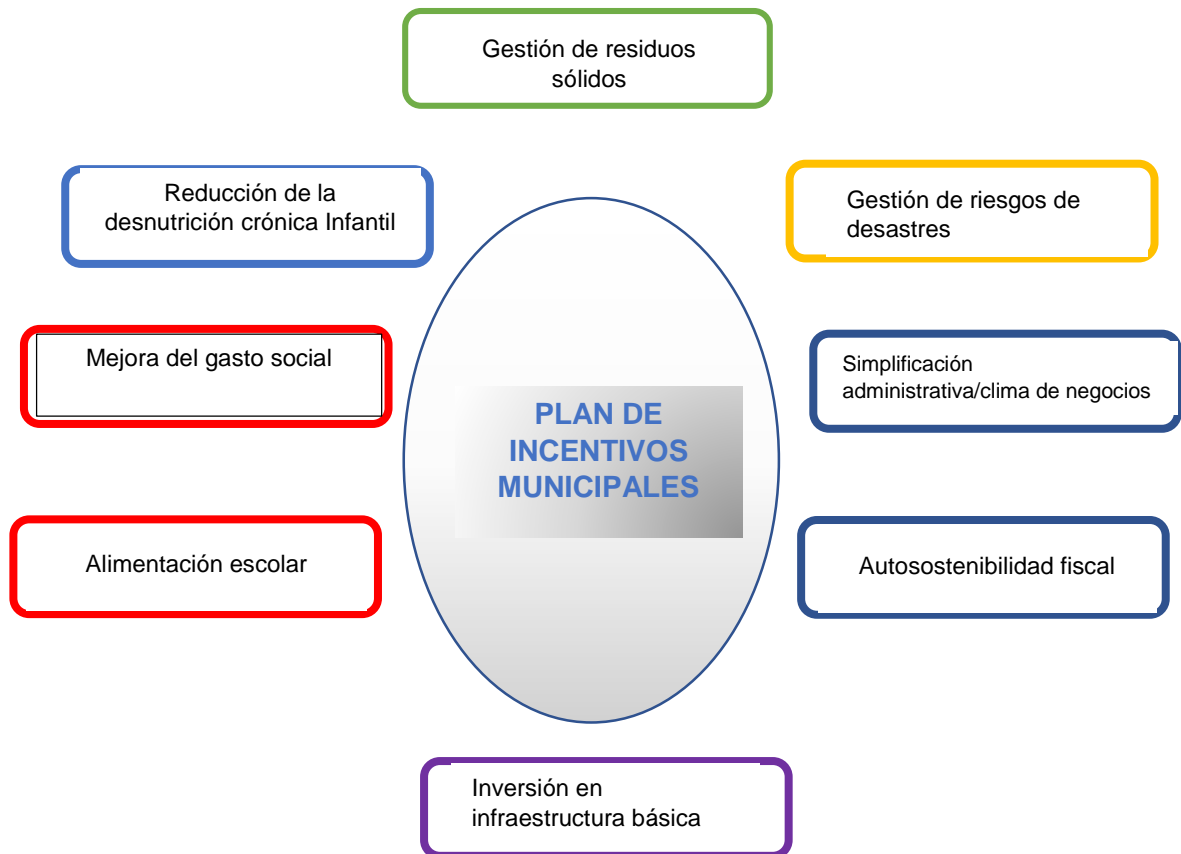 Gestión de residuos
sólidos
Reducción de la
desnutrición crónica Infantil
Gestión de riesgos de
desastres
Mejora del gasto social
Simplificación
administrativa/clima de negocios
PLAN DE
INCENTIVOS
MUNICIPALES
Alimentación escolar
Autosostenibilidad fiscal
Inversión en
infraestructura básica